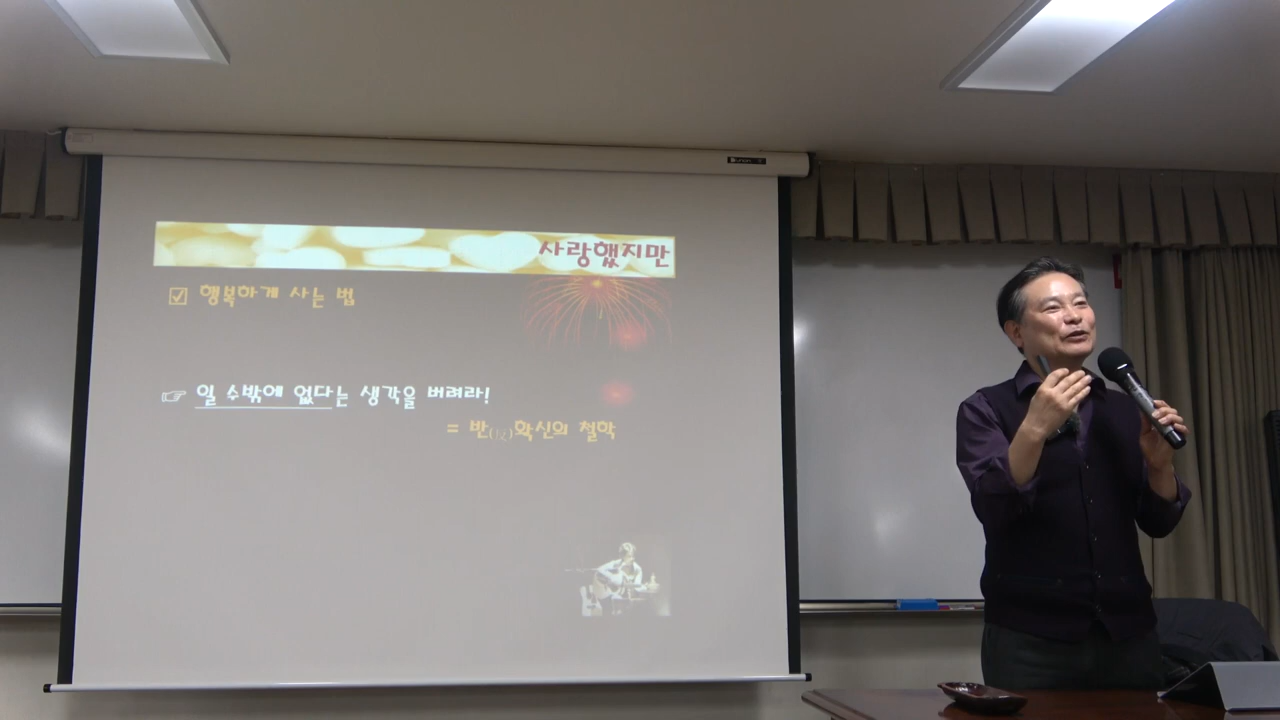 사랑했지만
행복하게 사는 법
☞ 일 수밖에 없다는 생각을 버려라!
= 반(反)확신의 철학